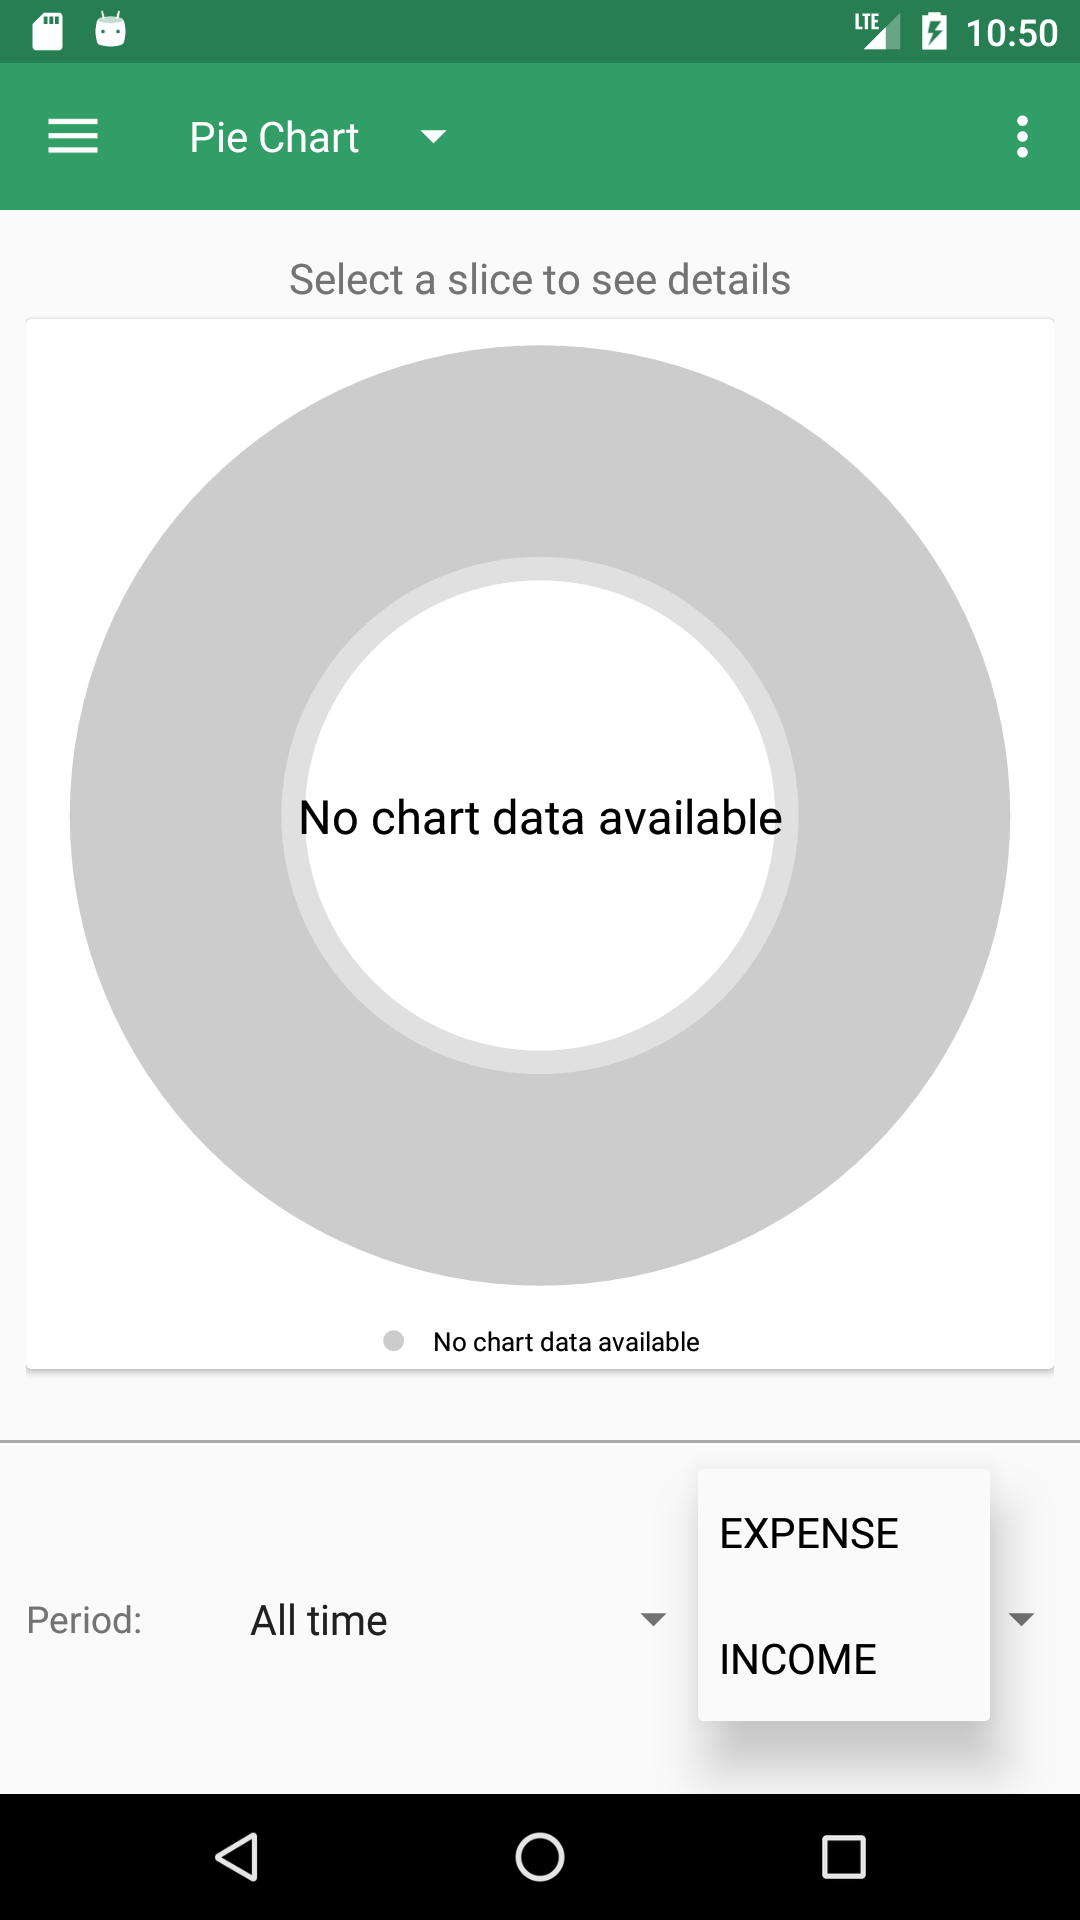 LTE 10:50
Pie Chart
Select a slice to see details
No chart data available
No chart data available
EXPENSE
Period: All time
INCOME